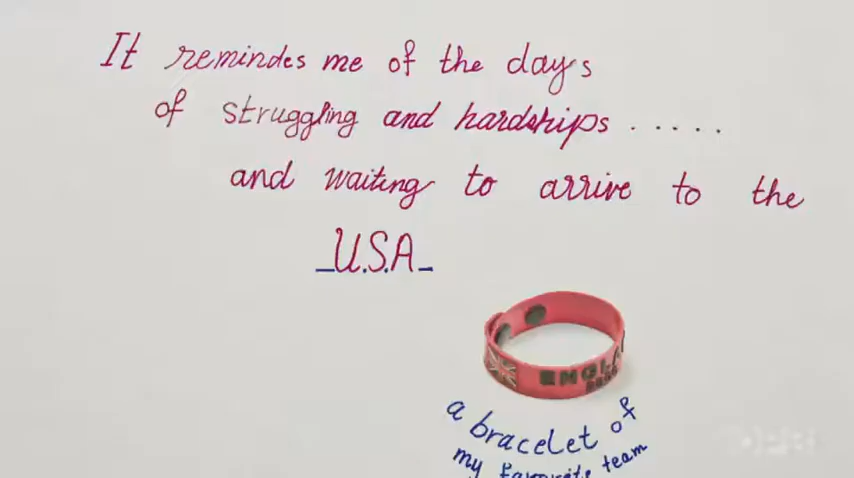 It remindes me of the days
of struggling and hardships .....
and waiting to arrive to the
_U.S.A_
ENGLA
a bracelet of
my favourite team